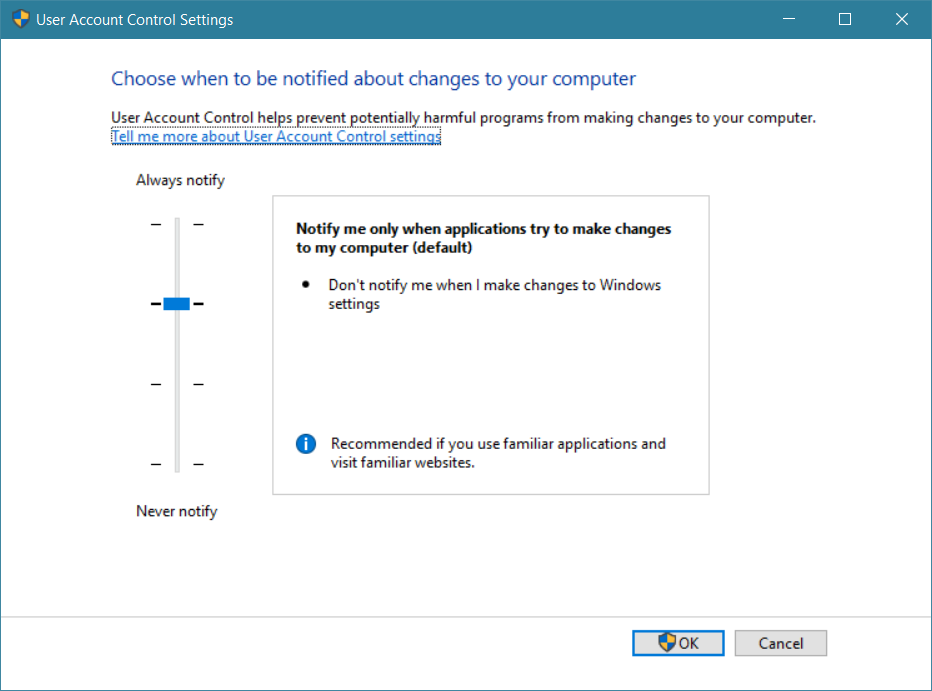 User Account Control Settings
Choose when to be notified about changes to your computer
User Account Control helps prevent potentially harmful programs from making changes to your computer.
Tell me more about User Account Control settings
Always notify
Notify me only when applications try to make changes
to my computer (default)
Don't notify me when I make changes to Windows
settings
Recommended if you use familiar applications and
visit familiar websites.
Never notify
OK
Cancel